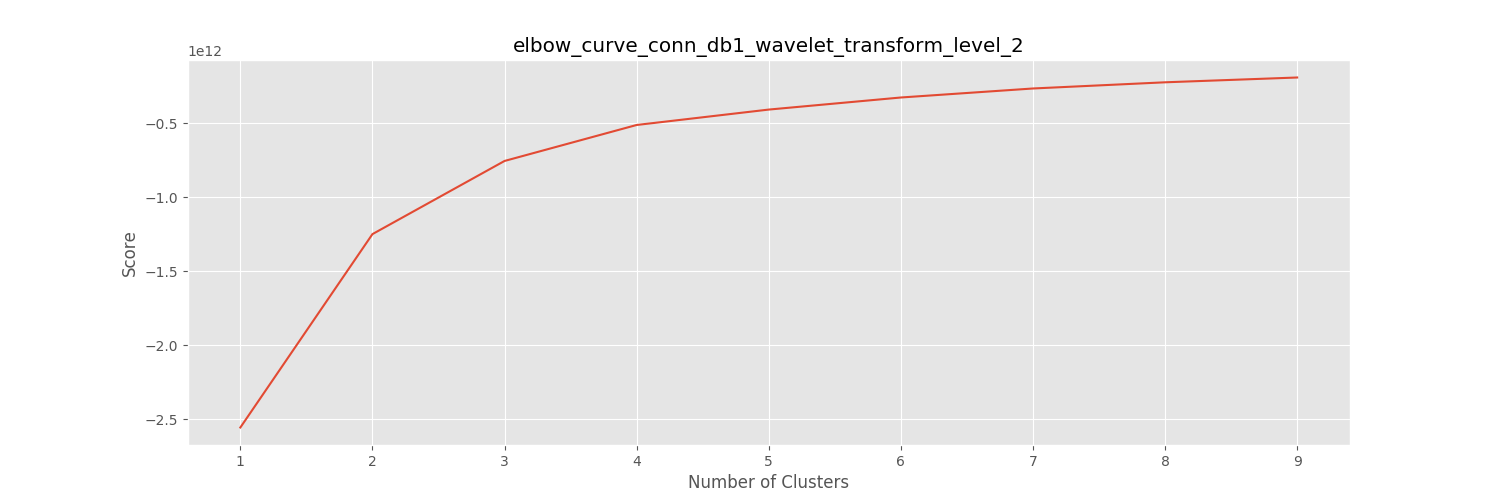 elbow_curve_conn_db1_wavelet_transform_level_2
1e12
−0.5
−1.0
−1.5
−2.0
−2.5
Score
1 2 3 4 5 6 7 8 9
Number of Clusters